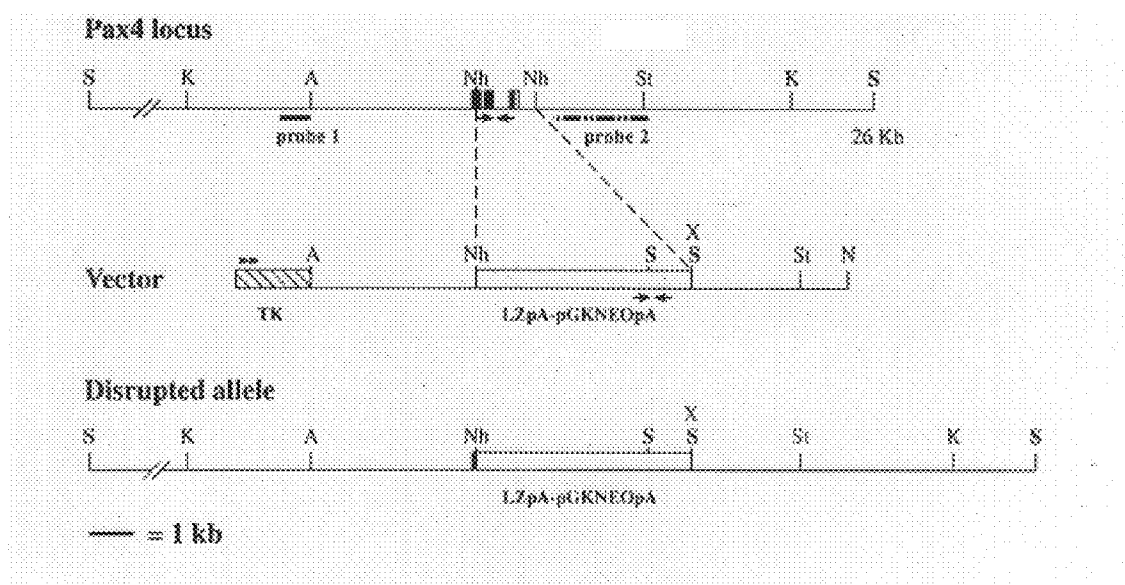 Pax4 locus
S K A Nh Nh St K S
probe 1 probe 2 26 Kb
X
A Nh S S St N
Vector
TK LZpA-pGKNEOpA
Disrupted allele
X
S K A Nh S S St K S
LZpA-pGKNEOpA
= 1 kb